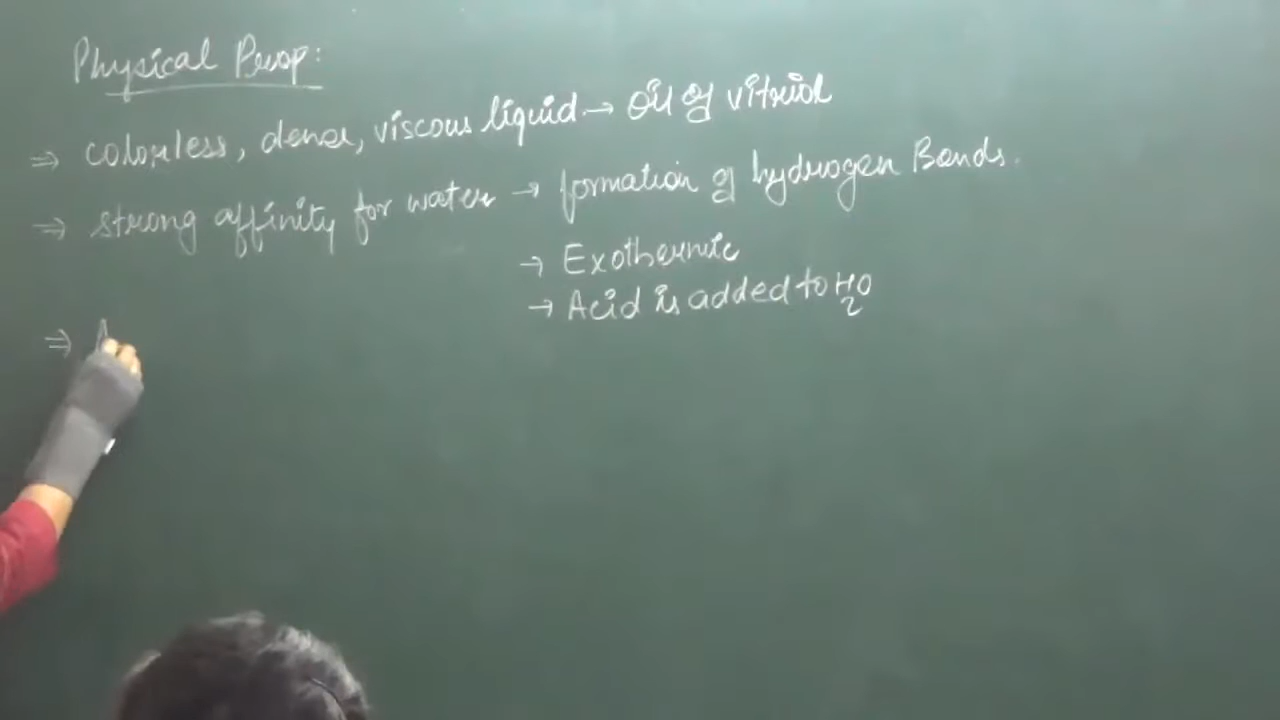 Physical Prop:
⇒ colorless, dense, viscous liquid → Oil of vitriol
⇒ strong affinity for water → formation of hydrogen Bonds.
→ Exothermic
→ Acid is added to H2O
⇒